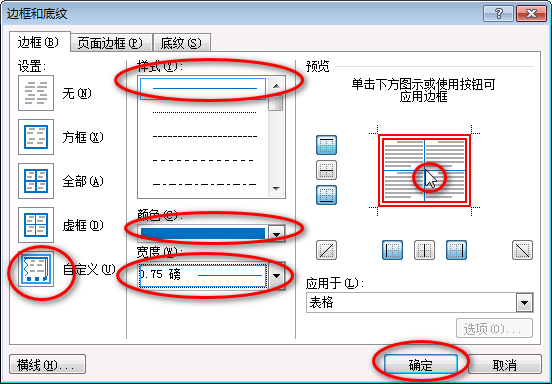 边框和底纹
边框(B) 页面边框(P) 底纹(S)
设置:
无(N)
方框(X)
全部(A)
虚框(D)
自定义(U)
样式(Y):
颜色(C):
宽度(W):
0.75 磅
预览
单击下方图示或使用按钮可
应用边框
应用于(L):
表格
选项(O)...
横线(H)...
确定
取消